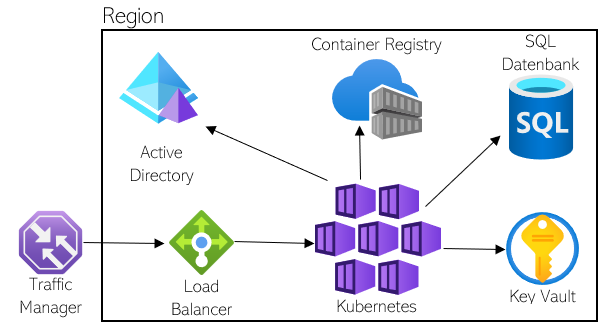 Region
Container Registry
SQL
Datenbank
SQL
Active
Directory
Traffic
Manager
Load
Balancer
Kubernetes
Key Vault